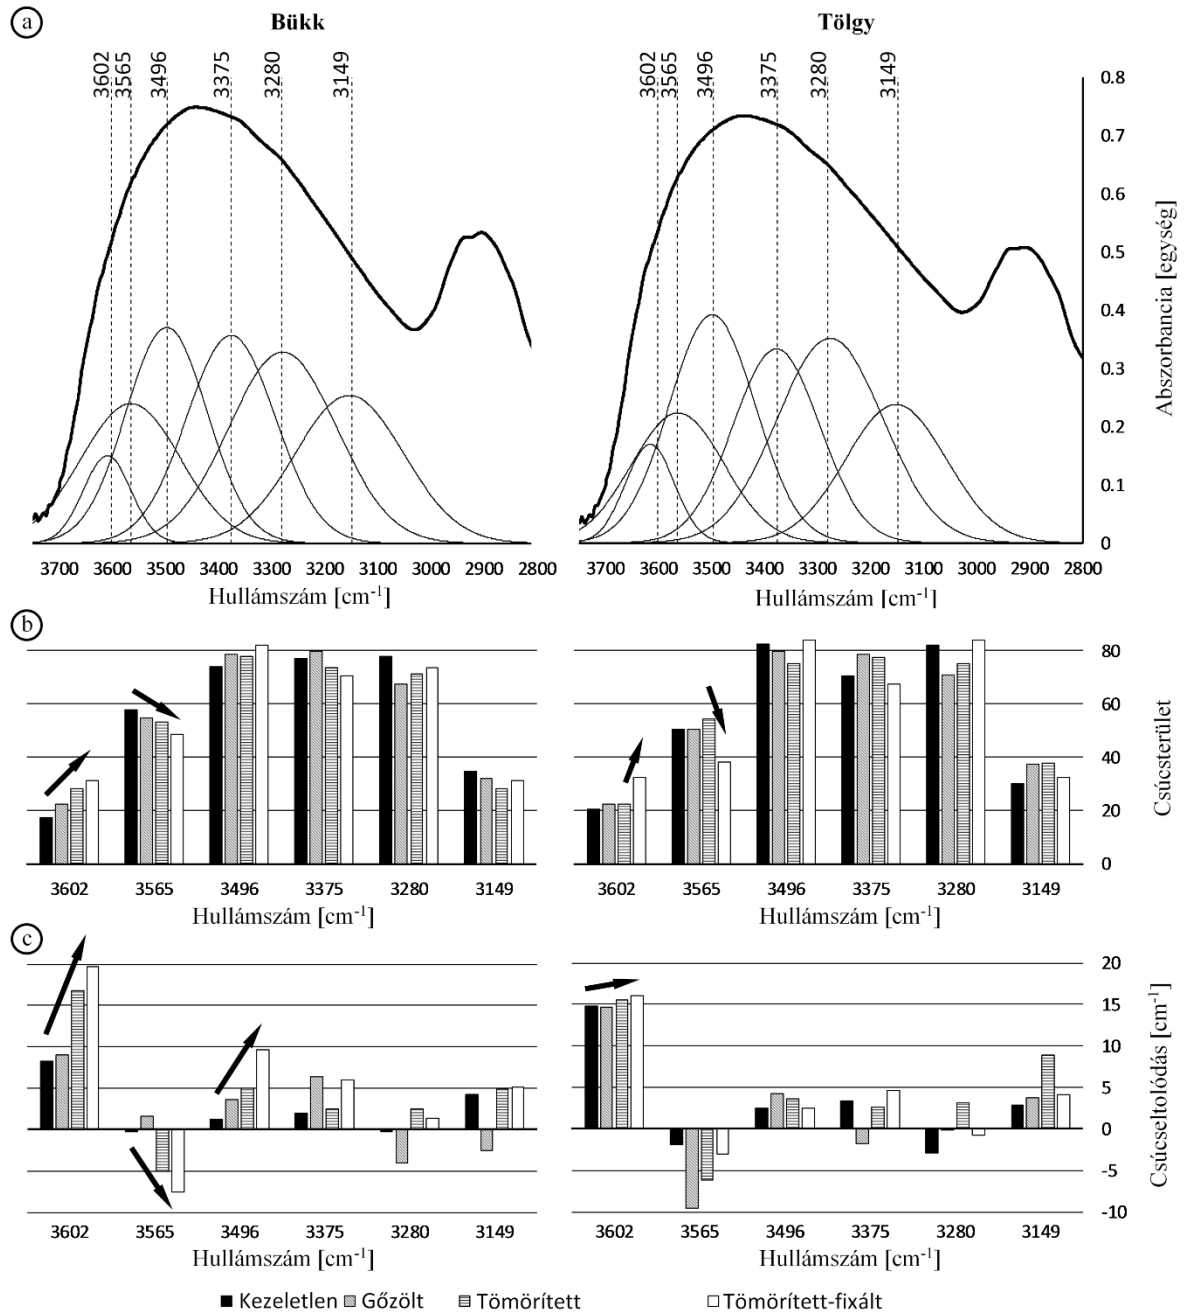 a
Bükk
Tölgy
3602 3565 3496 3375 3280 3149
3602 3565 3496 3375 3280 3149
0.8
0.7
0.6
0.5
0.4
0.3
0.2
0.1
0
Abszorbancia [egység]
3700 3600 3500 3400 3300 3200 3100 3000 2900 2800
3700 3600 3500 3400 3300 3200 3100 3000 2900 2800
Hullámszám [cm⁻¹]
Hullámszám [cm⁻¹]
b
80
60
40
20
0
Csúcsterület
3602 3565 3496 3375 3280 3149
3602 3565 3496 3375 3280 3149
Hullámszám [cm⁻¹]
Hullámszám [cm⁻¹]
c
20
15
10
5
0
-5
-10
Csúcseltolódás [cm⁻¹]
3602 3565 3496 3375 3280 3149
3602 3565 3496 3375 3280 3149
Hullámszám [cm⁻¹]
Hullámszám [cm⁻¹]
Kezeletlen Gőzölt Tömörített Tömörített-fixált